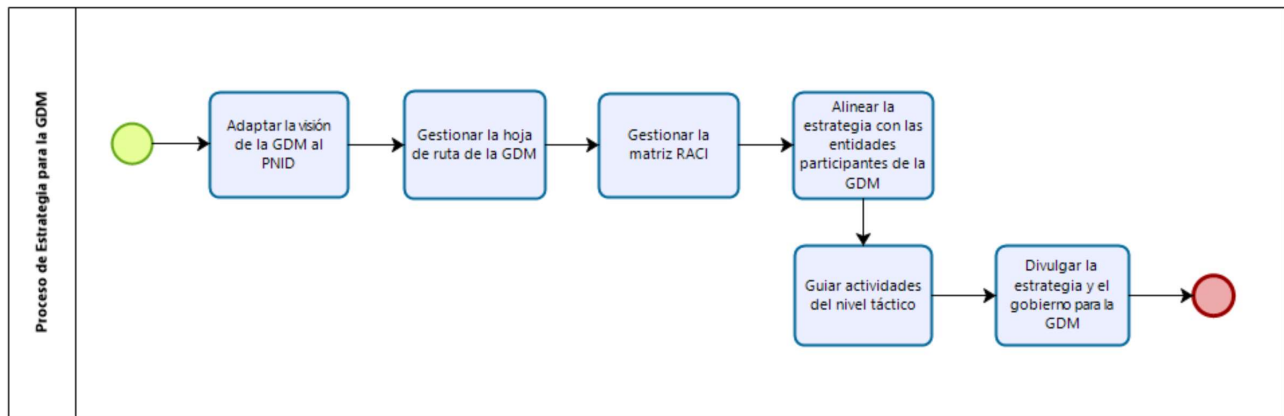 Proceso de Estrategia para la GDM
Adaptar la visión
de la GDM al
PNID
Gestionar la hoja
de ruta de la GDM
Gestionar la
matriz RACI
Alinear la
estrategia con las
entidades
participantes de la
GDM
Guiar actividades
del nivel táctico
Divulgar la
estrategia y el
gobierno para la
GDM